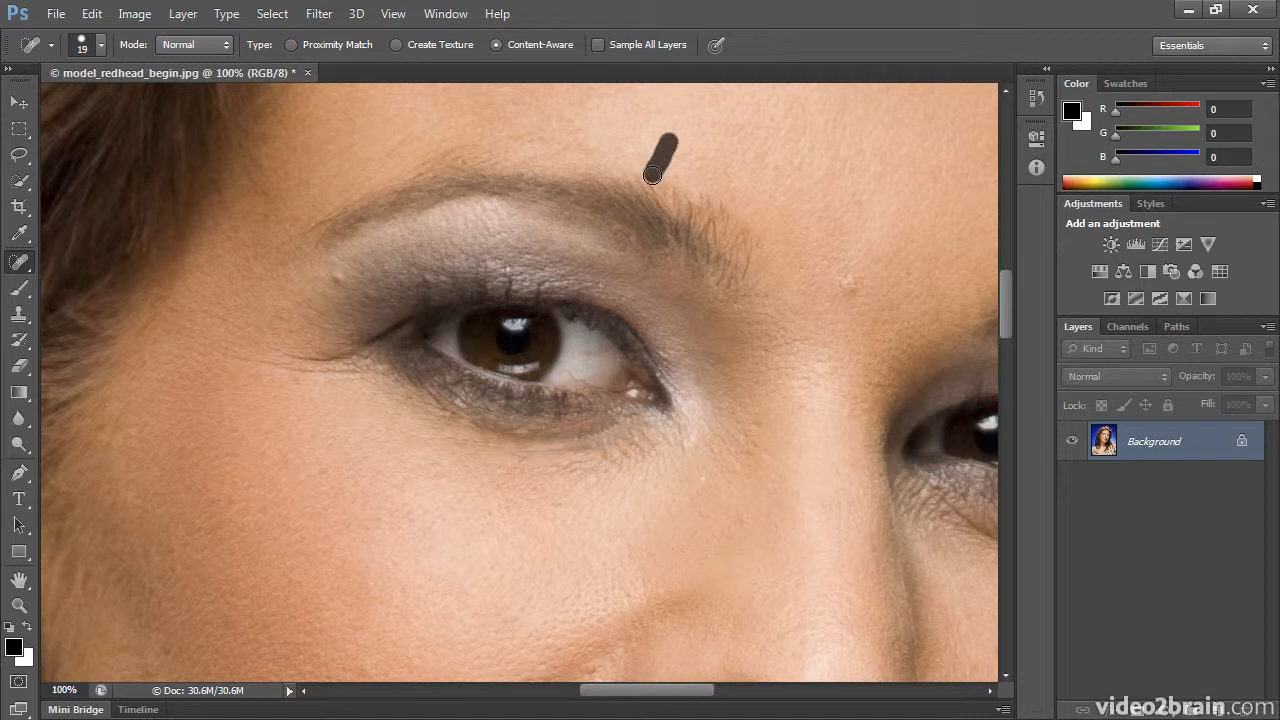 Ps File Edit Image Layer Type Select Filter 3D View Window Help
19 Mode: Normal Type: Proximity Match Create Texture Content-Aware Sample All Layers Essentials
© model_redhead_begin.jpg @ 100% (RGB/8) * ×
Color Swatches
R 0
G 0
B 0
Adjustments Styles
Add an adjustment
Layers Channels Paths
Kind T
Normal Opacity: 100%
Lock: Fill: 100%
Background
T
100% © Doc: 30.6M/30.6M
Mini Bridge Timeline
video2brain.com